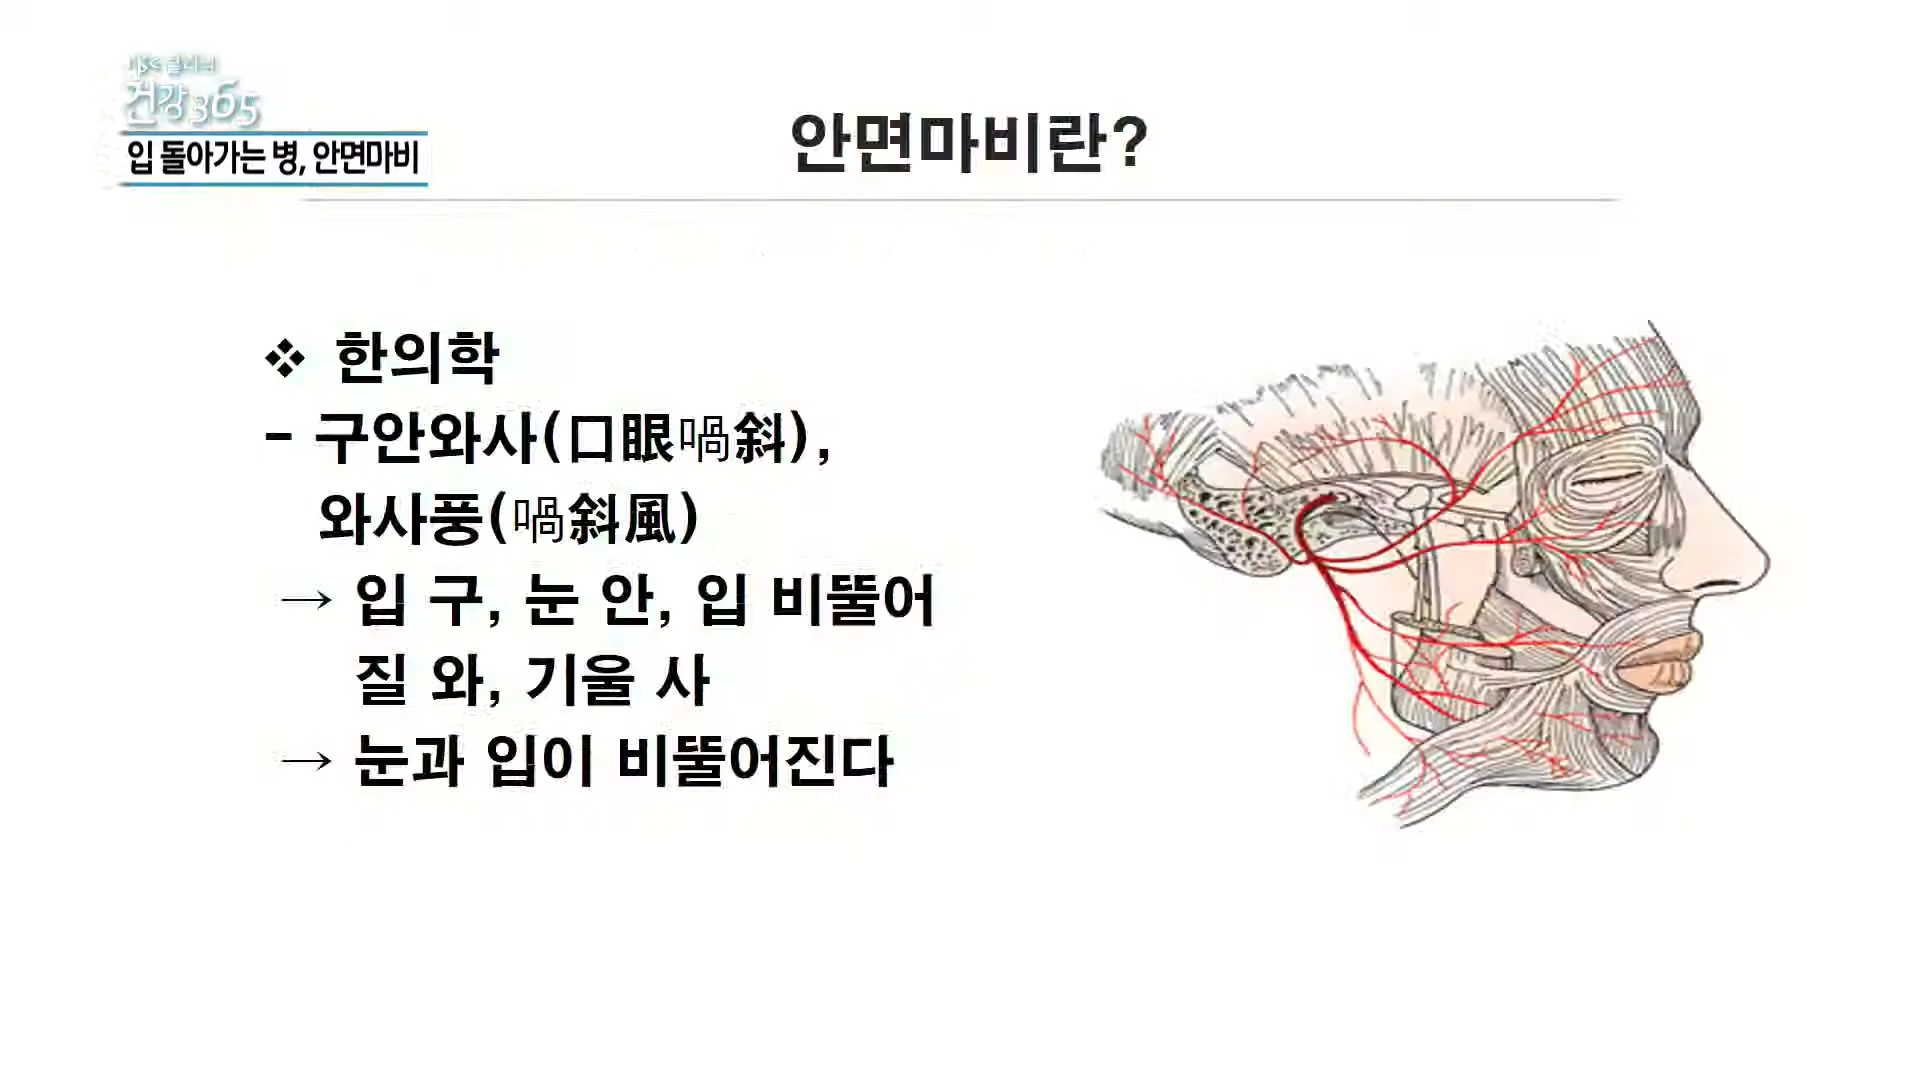 건강365
입 돌아가는 병, 안면마비
안면마비란?
❖ 한의학
- 구안와사(口眼喎斜),
와사풍(喎斜風)
→ 입 구, 눈 안, 입 비뚤어
질 와, 기울 사
→ 눈과 입이 비뚤어진다